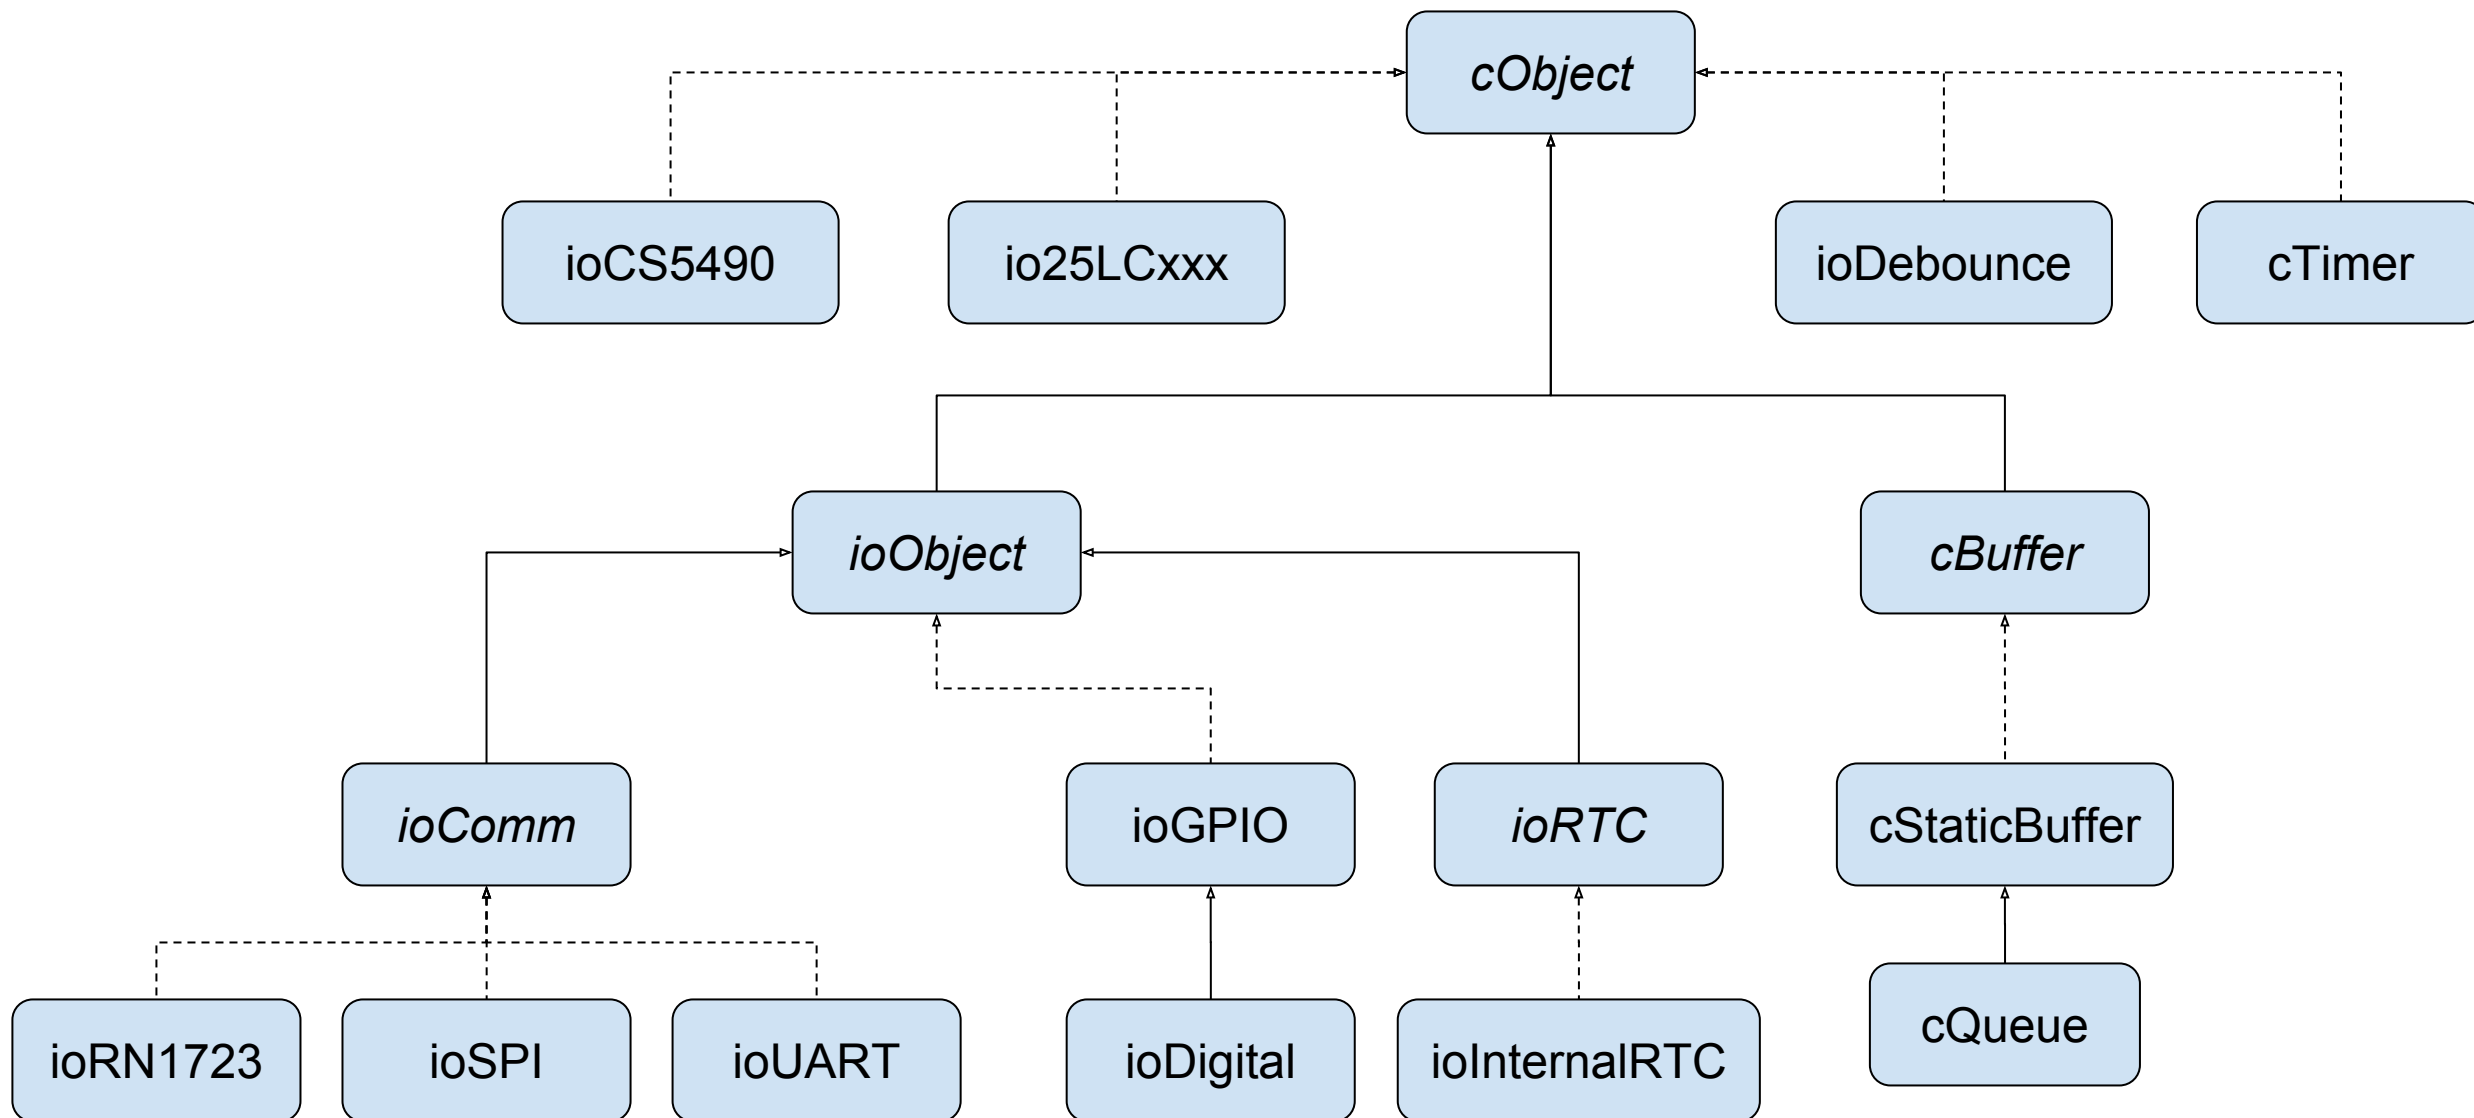 cObject
ioCS5490
io25LCxxx
ioDebounce
cTimer
ioObject
cBuffer
ioComm
ioGPIO
ioRTC
cStaticBuffer
ioRN1723
ioSPI
ioUART
ioDigital
ioInternalRTC
cQueue